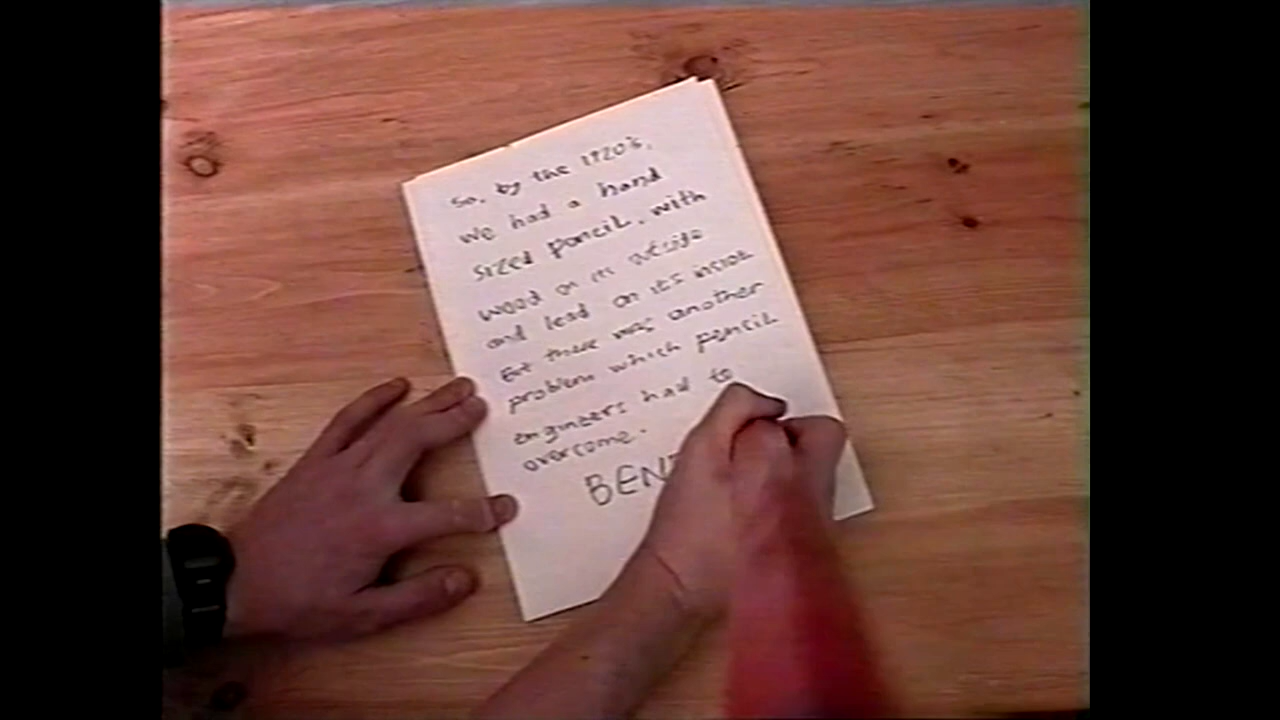 So, by the 1920's,
we had a hand
sized pencil, with
wood on its outside
and lead on its inside
But there was another
problem which pencil
engineers had to
overcome.
BEN